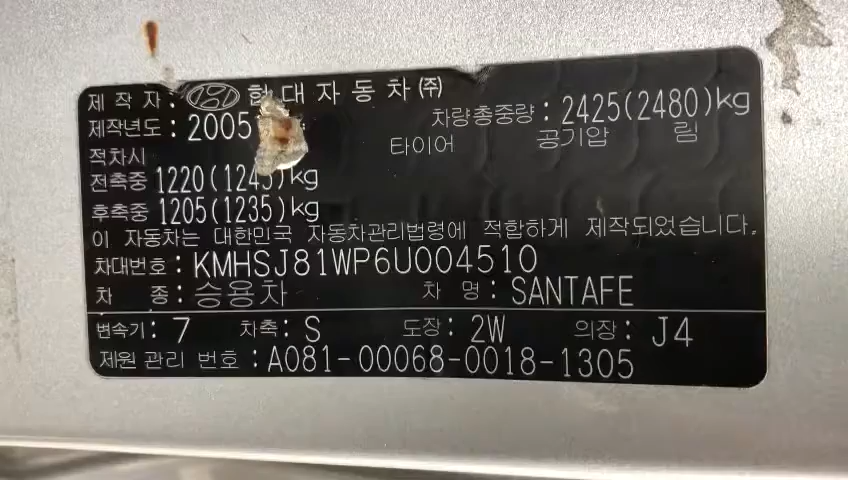 제 작 자 : 현대자동차(주)
제작년도 : 2005
차량총중량 : 2425(2480)kg
적차시
타이어 공기압 림
전축중 1220(1245)kg
후축중 1205(1235)kg
이 자동차는 대한민국 자동차관리법령에 적합하게 제작되었습니다.
차대번호 : KMHSJ81WP6U004510
차 종 : 승용차 차 명 : SANTAFE
변속기 : 7 차축 : S 도장 : 2W 의장 : J4
제원 관리 번호 : A081-00068-0018-1305